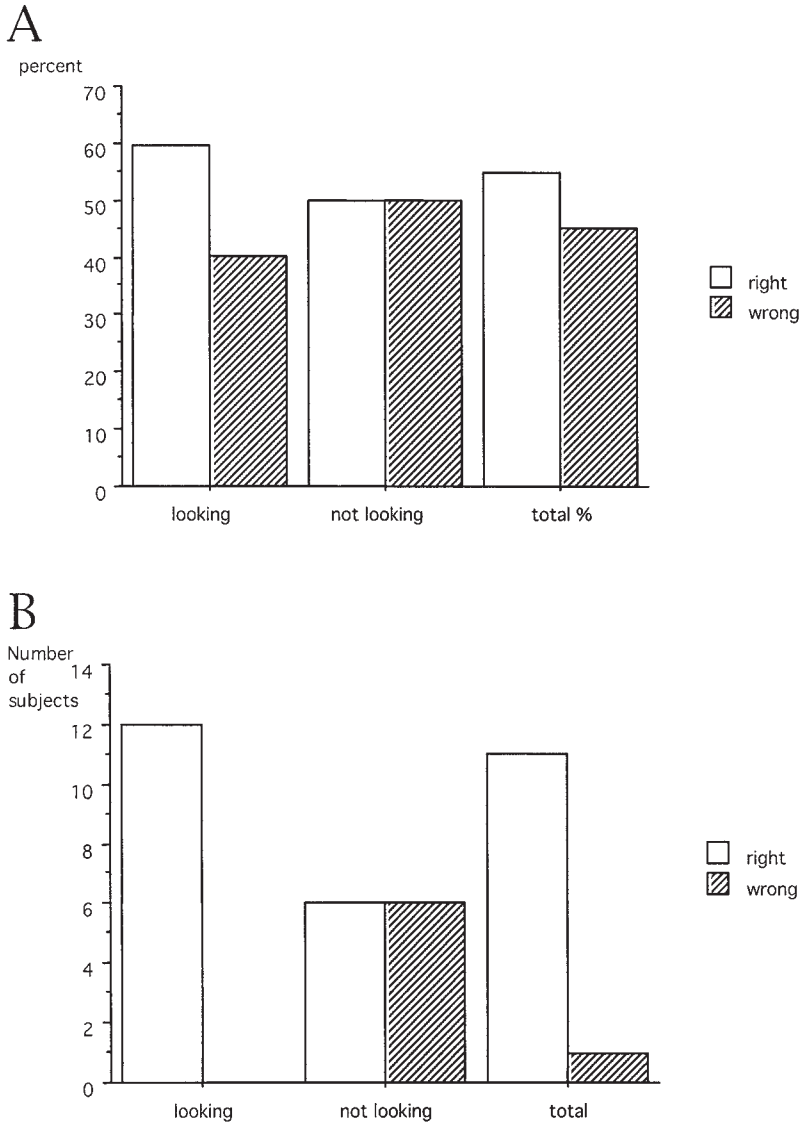 A
percent
70
60
50
40
30
20
10
0
looking not looking total %
right
wrong
B
Number
of
subjects
14
12
10
8
6
4
2
0
looking not looking total
right
wrong